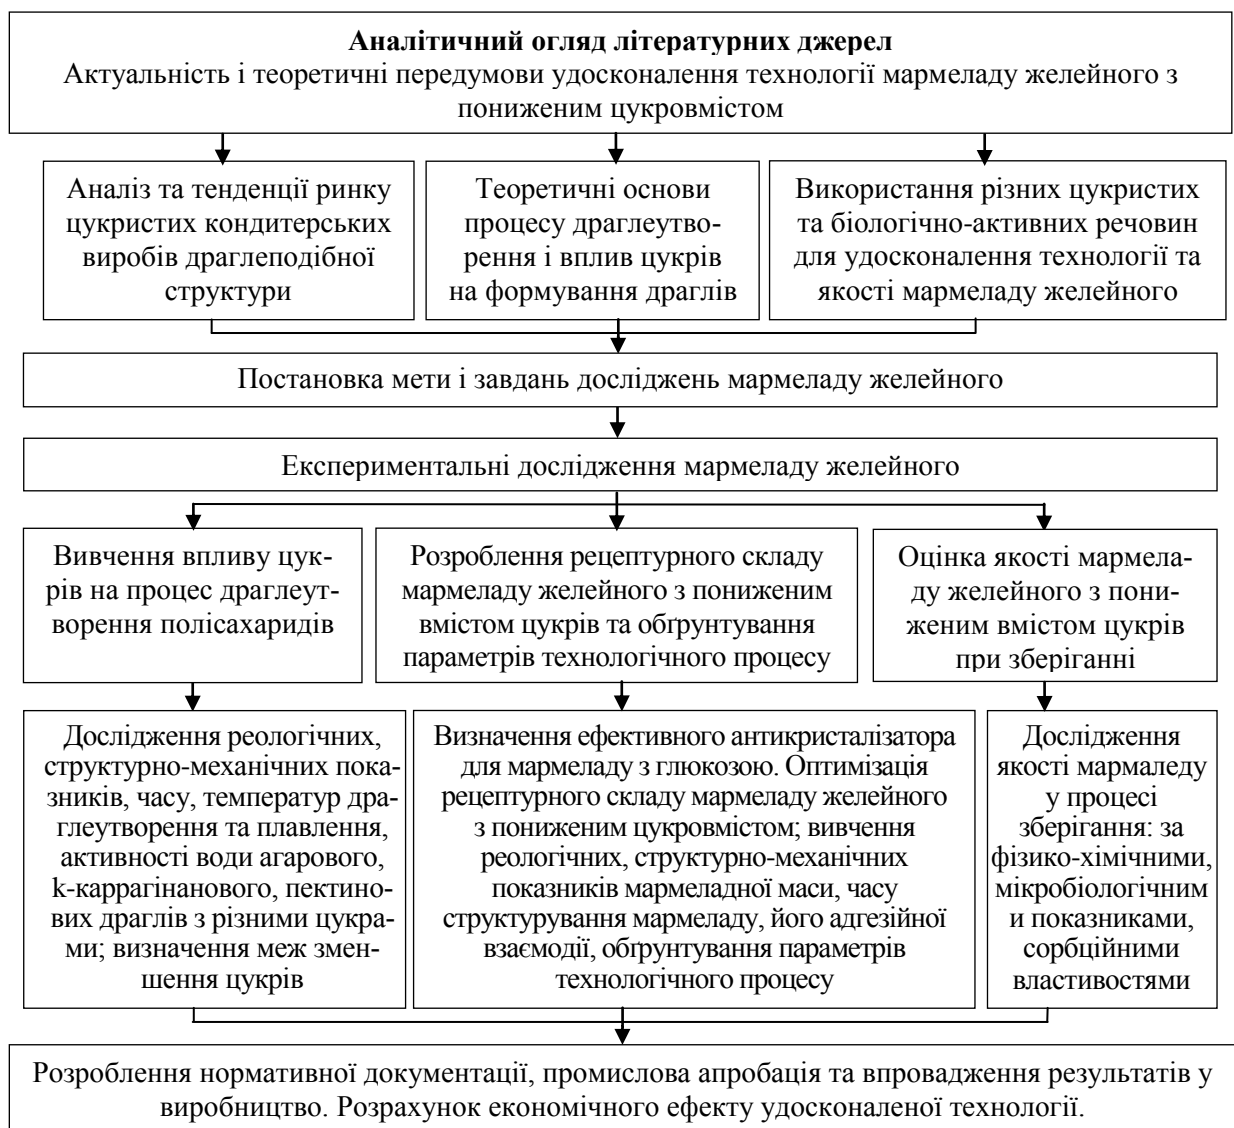 Аналітичний огляд літературних джерел
Актуальність і теоретичні передумови удосконалення технології мармеладу желейного з
пониженим цукровмістом
Аналіз та тенденції ринку
цукристих кондитерських
виробів драглеподібної
структури
Теоретичні основи
процесу драглеутво-
рення і вплив цукрів
на формування драглів
Використання різних цукристих
та біологічно-активних речовин
для удосконалення технології та
якості мармеладу желейного
Постановка мети і завдань досліджень мармеладу желейного
Експериментальні дослідження мармеладу желейного
Вивчення впливу цук-
рів на процес драглеут-
ворення полісахаридів
Розроблення рецептурного складу
мармеладу желейного з пониженим
вмістом цукрів та обґрунтування
параметрів технологічного процесу
Оцінка якості мармела-
ду желейного з пони-
женим вмістом цукрів
при зберіганні
Дослідження реологічних,
структурно-механічних пока-
зників, часу, температур дра-
глеутворення та плавлення,
активності води агарового,
k-каррагінанового, пектино-
вих драглів з різними цукра-
ми; визначення меж змен-
шення цукрів
Визначення ефективного антикристалізатора
для мармеладу з глюкозою. Оптимізація
рецептурного складу мармеладу желейного
з пониженим цукровмістом; вивчення
реологічних, структурно-механічних
показників мармеладної маси, часу
структурування мармеладу, його адгезійної
взаємодії, обґрунтування параметрів
технологічного процесу
Дослідження
якості мармаледу
у процесі
зберігання: за
фізико-хімічними,
мікробіологічним
и показниками,
сорбційними
властивостями
Розроблення нормативної документації, промислова апробація та впровадження результатів у
виробництво. Розрахунок економічного ефекту удосконаленої технології.